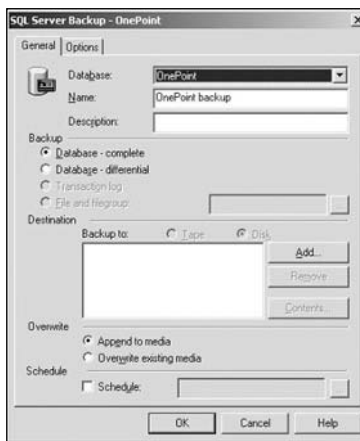 SQL Server Backup - OnePoint
General Options
Database: OnePoint
Name: OnePoint backup
Description:
Backup
Database - complete
Database - differential
Transaction log
File and filegroup:
Destination
Backup to: Tape Disk
Add...
Remove
Contents...
Overwrite
Append to media
Overwrite existing media
Schedule
Schedule:
OK Cancel Help